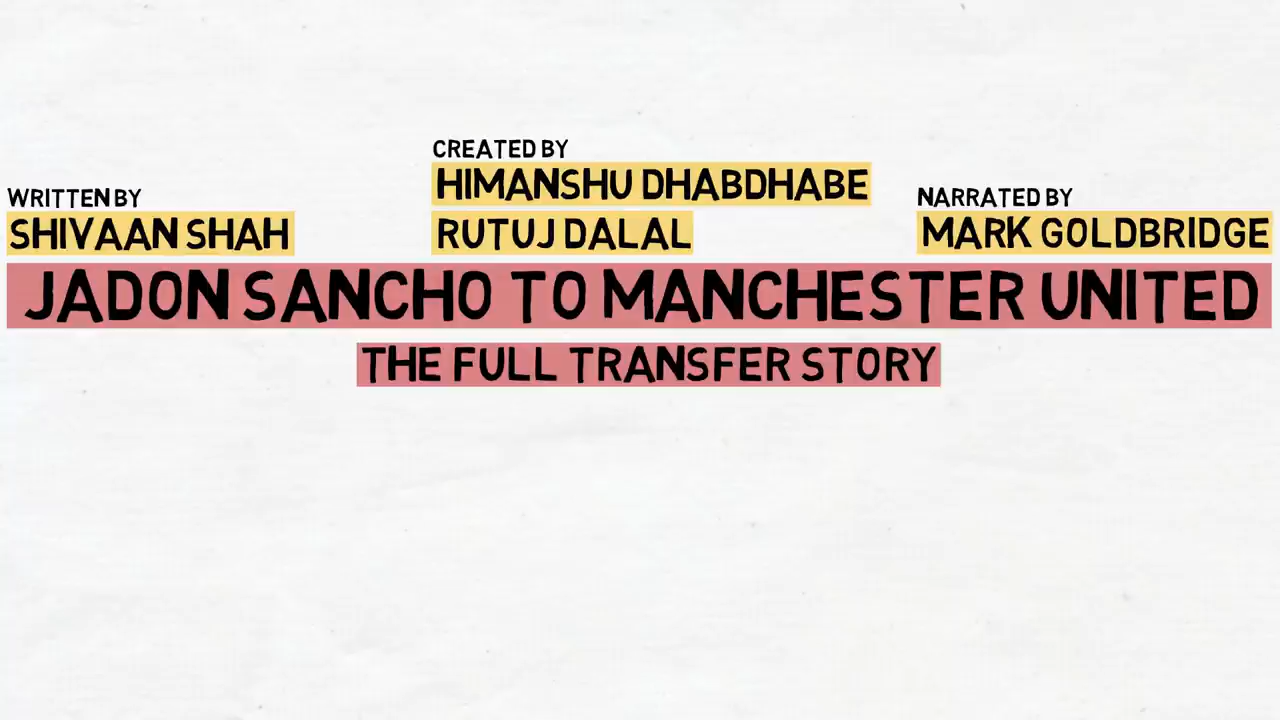 WRITTEN BY
SHIVAAN SHAH
CREATED BY
HIMANSHU DHABDHABE
RUTUJ DALAL
NARRATED BY
MARK GOLDBRIDGE
JADON SANCHO TO MANCHESTER UNITED
THE FULL TRANSFER STORY